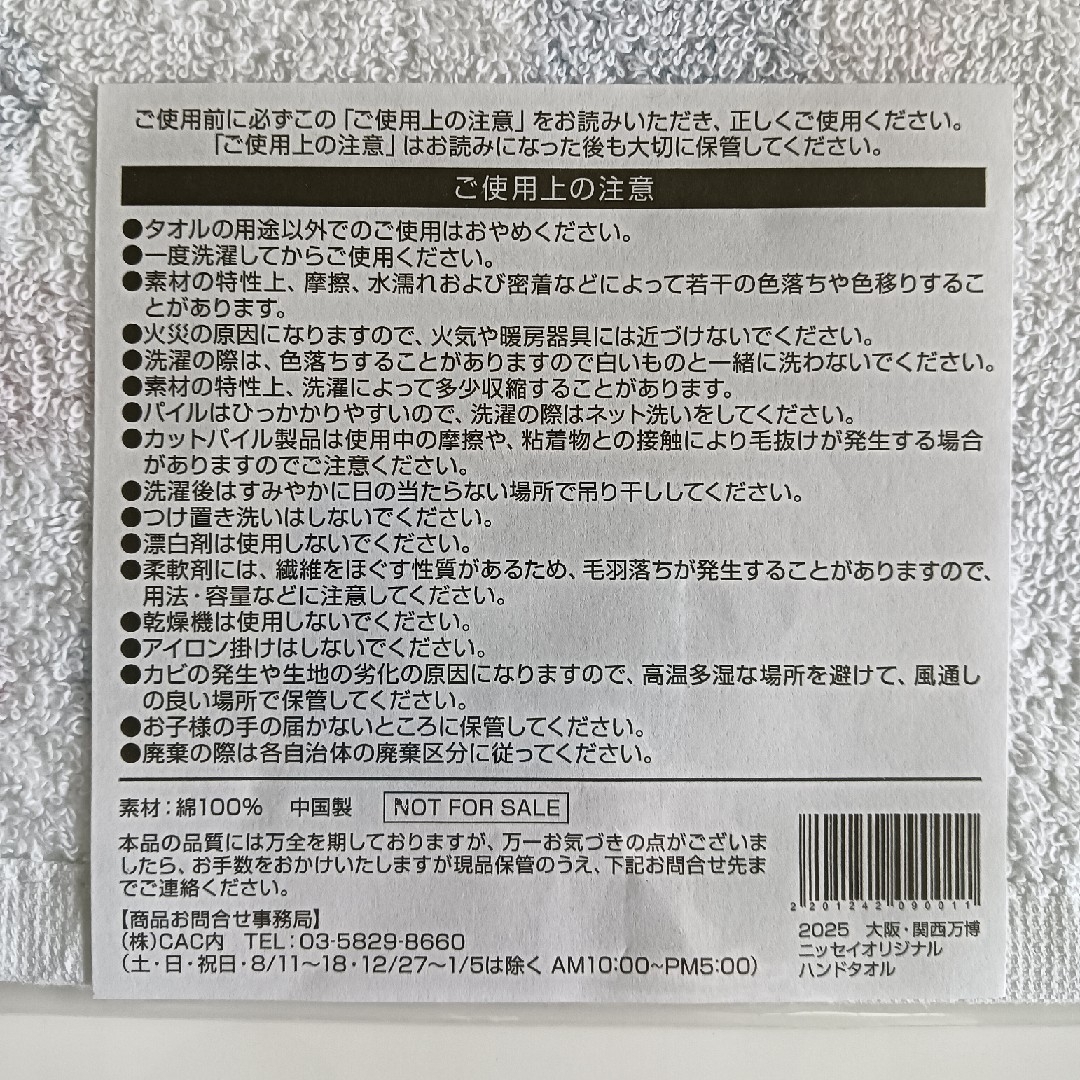 ご使用前に必ずこの「ご使用上の注意」をお読みいただき、正しくご使用ください。
「ご使用上の注意」はお読みになった後も大切に保管してください。
ご使用上の注意
●タオルの用途以外でのご使用はおやめください。
●一度洗濯してからご使用ください。
●素材の特性上、摩擦、水濡れおよび密着などによって若干の色落ちや色移りするこ
とがあります。
●火災の原因になりますので、火気や暖房器具には近づけないでください。
●洗濯の際は、色落ちすることがありますので白いものと一緒に洗わないでください。
●素材の特性上、洗濯によって多少収縮することがあります。
●パイルはひっかかりやすいので、洗濯の際はネット洗いをしてください。
●カットパイル製品は使用中の摩擦や、粘着物との接触により毛抜けが発生する場合
がありますのでご注意ください。
●洗濯後はすみやかに日の当たらない場所で吊り干ししてください。
●つけ置き洗いはしないでください。
●漂白剤は使用しないでください。
●柔軟剤には、繊維をほぐす性質があるため、毛羽落ちが発生することがありますので、
用法・容量などに注意してください。
●乾燥機は使用しないでください。
●アイロン掛けはしないでください。
●カビの発生や生地の劣化の原因になりますので、高温多湿な場所を避けて、風通し
の良い場所で保管してください。
●お子様の手の届かないところに保管してください。
●廃棄の際は各自治体の廃棄区分に従ってください。
素材：綿100% 中国製 NOT FOR SALE
本品の品質には万全を期しておりますが、万一お気づきの点がございま
したら、お手数をおかけいたしますが現品保管のうえ、下記お問合せ先ま
でご連絡ください。
【商品お問合せ事務局】
(株)CAC内 TEL：03-5829-8660
(土・日・祝日・8/11〜18・12/27〜1/5は除く AM10:00〜PM5:00)
2201242090011
2025 大阪・関西万博
ニッセイオリジナル
ハンドタオル